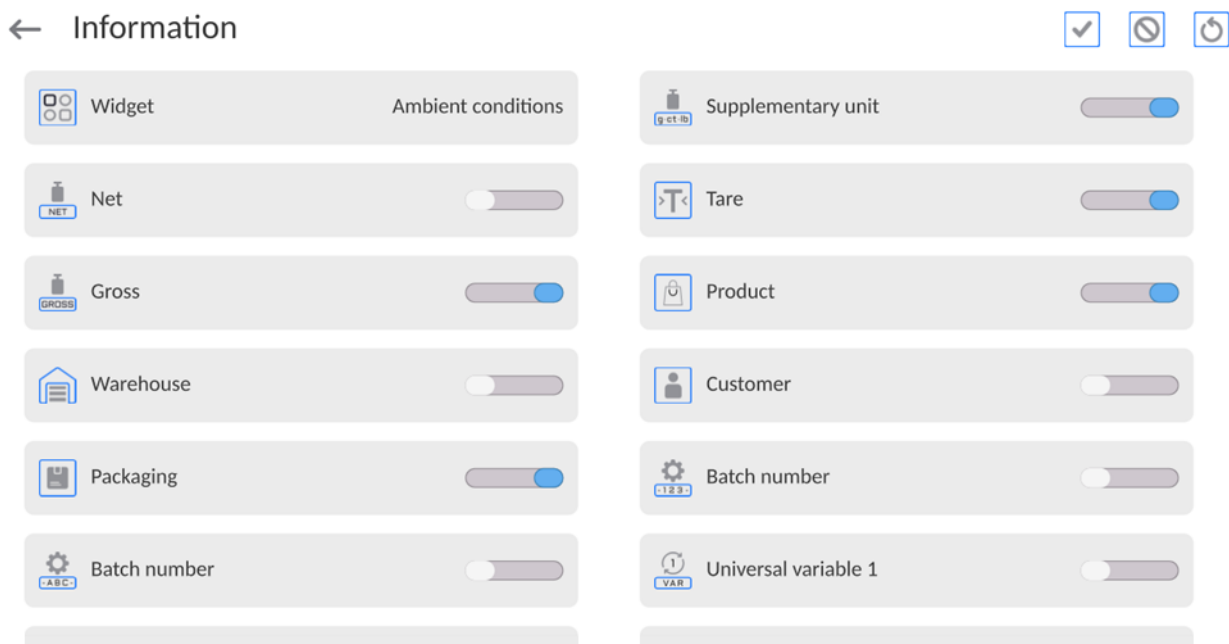 Information
Widget Ambient conditions
g·ct·lb Supplementary unit
NET Net
>T< Tare
GROSS Gross
Product
Warehouse
Customer
Packaging
·123· Batch number
·ABC· Batch number
1 VAR Universal variable 1